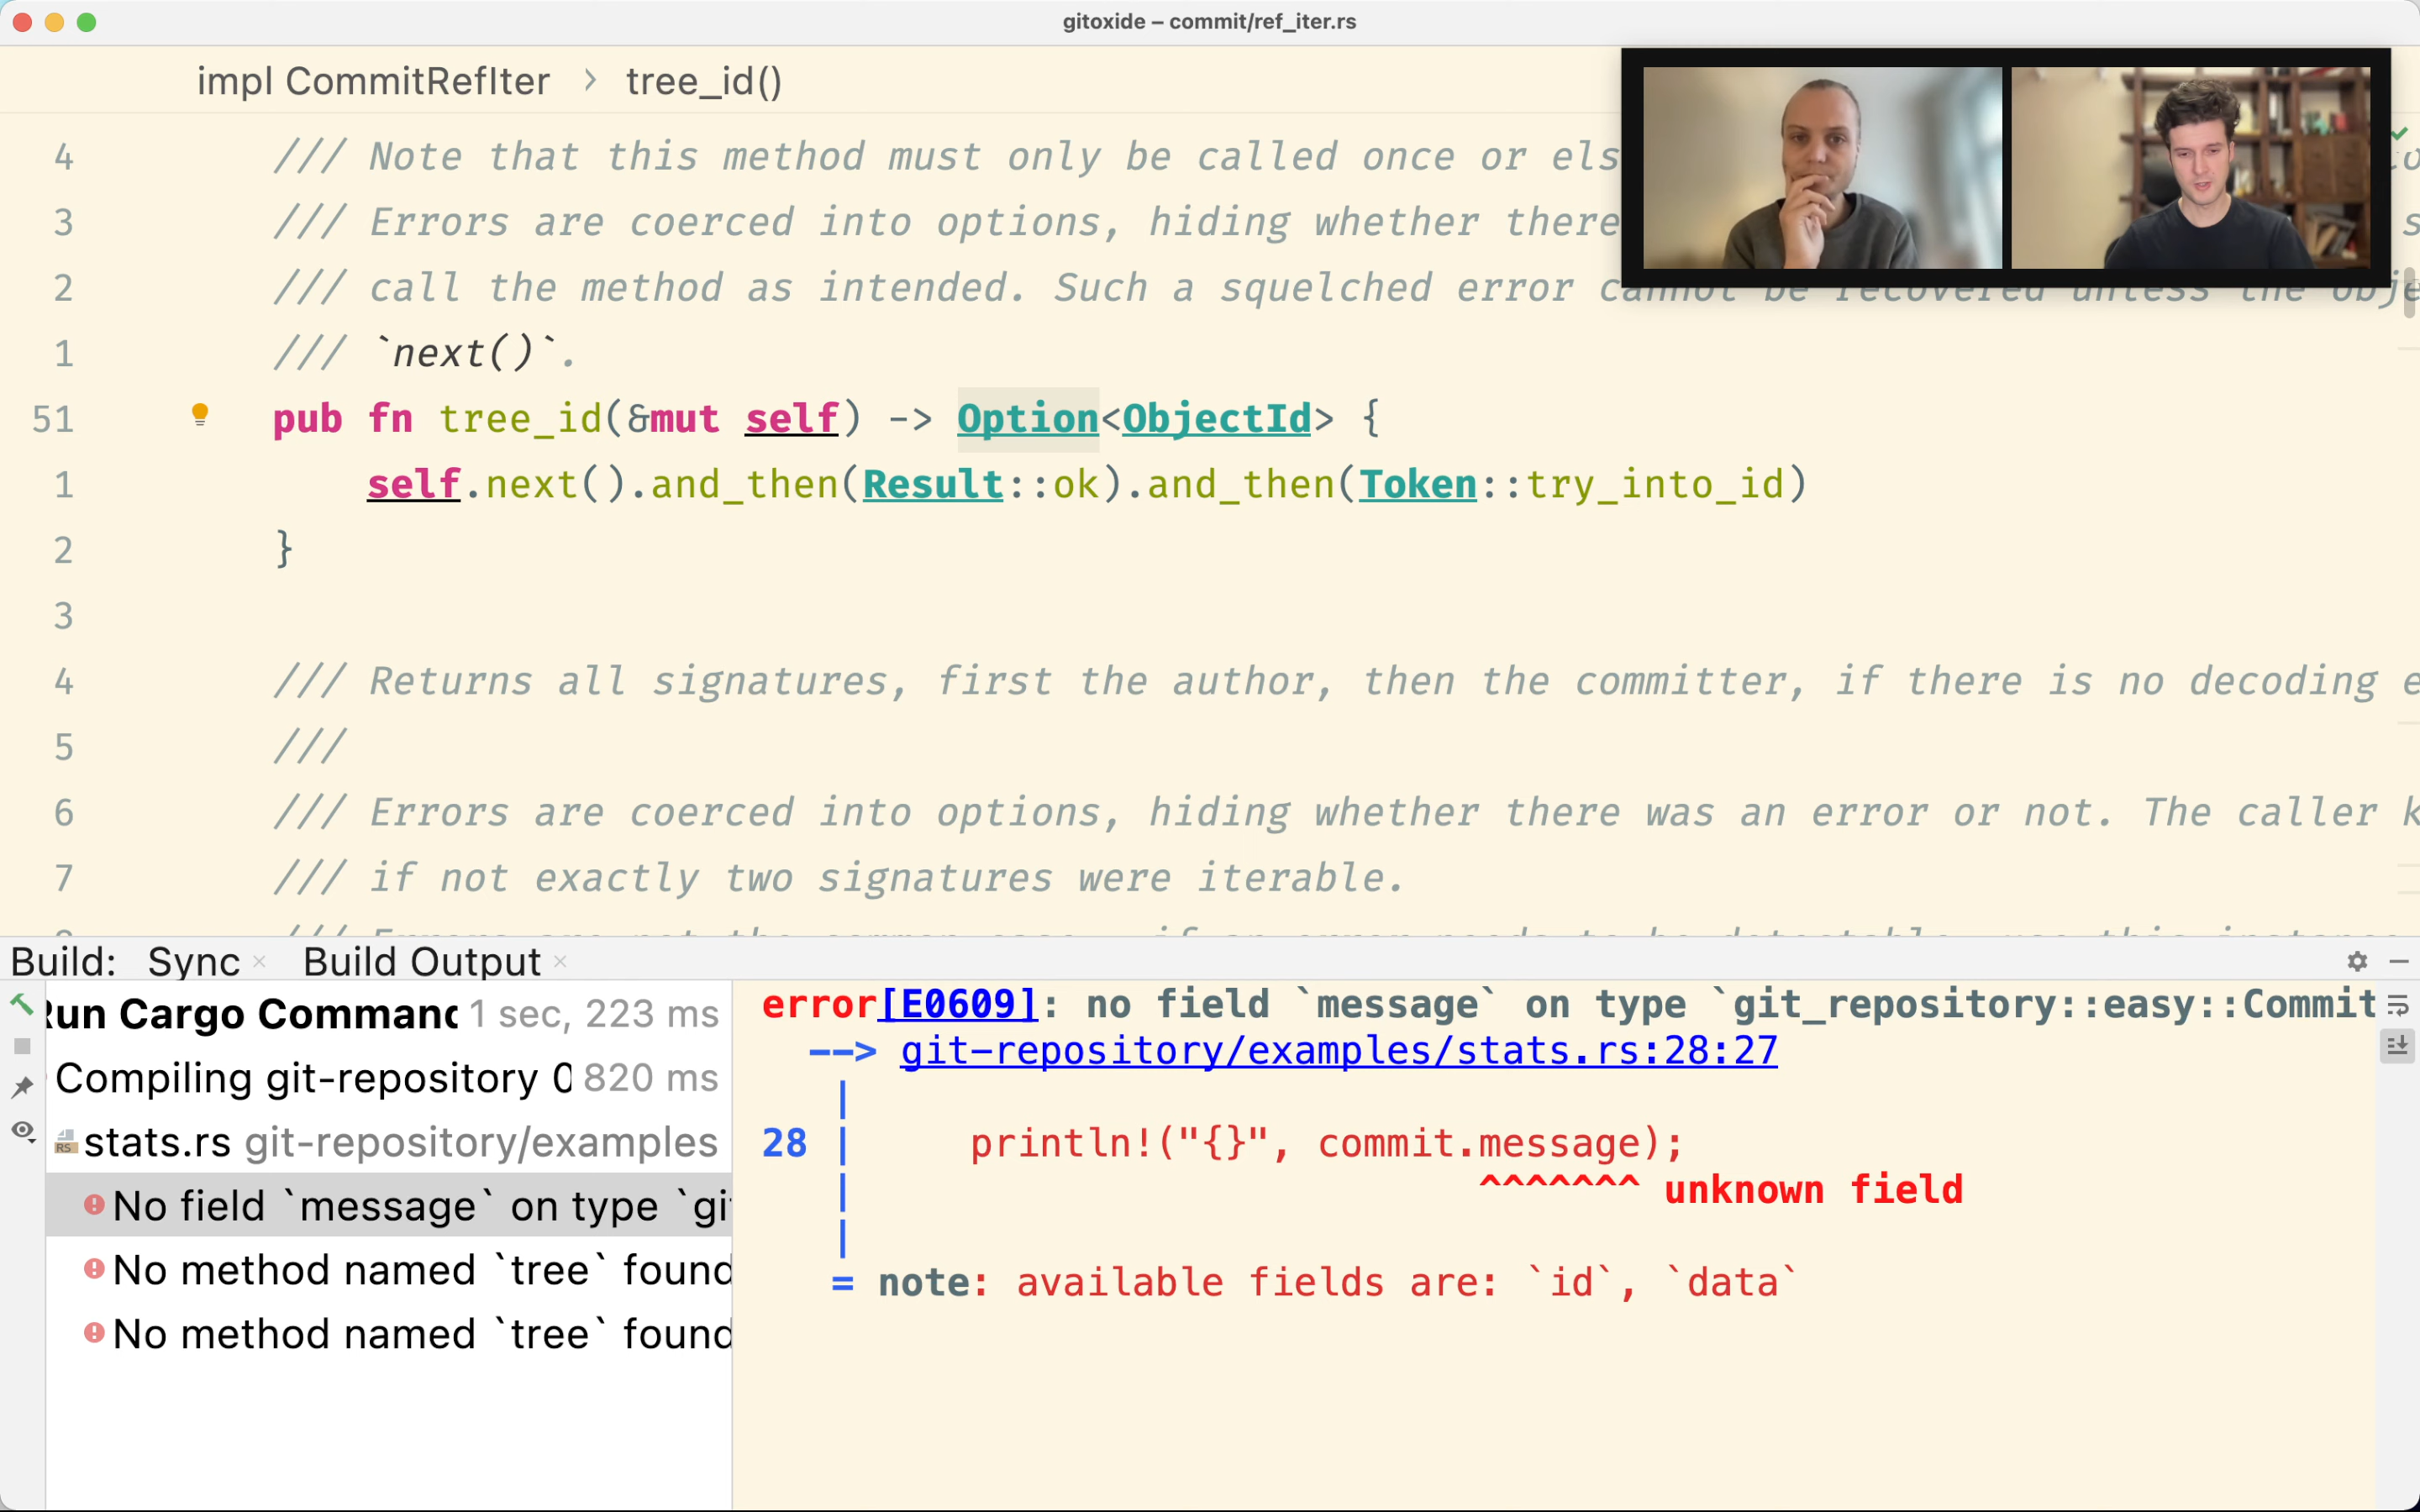 gitoxide – commit/ref_iter.rs
impl CommitRefIter > tree_id()
4 /// Note that this method must only be called once or els
3 /// Errors are coerced into options, hiding whether there
2 /// call the method as intended. Such a squelched error cannot be recovered unless the obje
1 /// `next()`.
51 pub fn tree_id(&mut self) -> Option<ObjectId> {
1 self.next().and_then(Result::ok).and_then(Token::try_into_id)
2 }
3
4 /// Returns all signatures, first the author, then the committer, if there is no decoding e
5 ///
6 /// Errors are coerced into options, hiding whether there was an error or not. The caller k
7 /// if not exactly two signatures were iterable.
Build: Sync × Build Output ×
Run Cargo Command 1 sec, 223 ms
Compiling git-repository 0 820 ms
stats.rs git-repository/examples
No field `message` on type `gi
No method named `tree` found
No method named `tree` found
error[E0609]: no field `message` on type `git_repository::easy::Commit
--> git-repository/examples/stats.rs:28:27
|
28 | println!("{}", commit.message);
| ^^^^^^^ unknown field
|
= note: available fields are: `id`, `data`